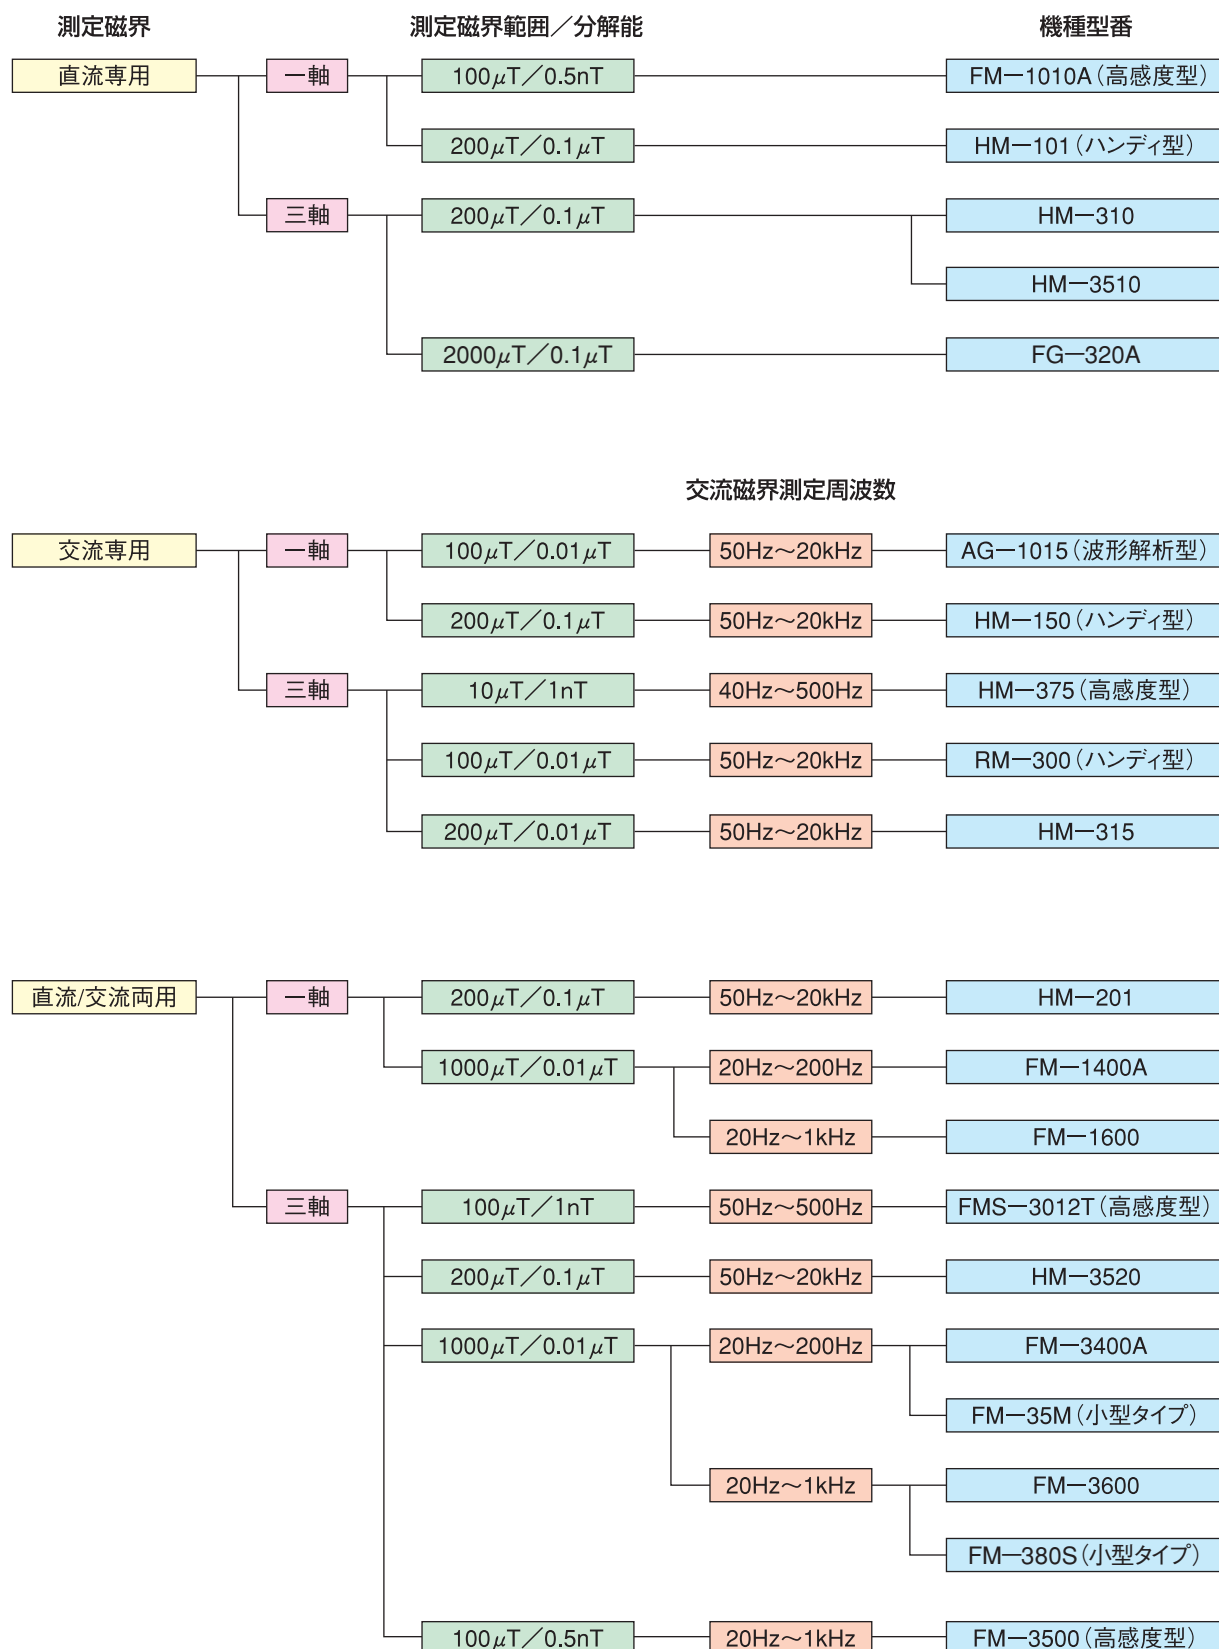 測定磁界 測定磁界範囲／分解能 機種型番
直流専用 一軸 100μT／0.5nT FM−1010A（高感度型）
200μT／0.1μT HM−101（ハンディ型）
三軸 200μT／0.1μT HM−310
HM−3510
2000μT／0.1μT FG−320A
交流磁界測定周波数
交流専用 一軸 100μT／0.01μT 50Hz〜20kHz AG−1015（波形解析型）
200μT／0.1μT 50Hz〜20kHz HM−150（ハンディ型）
三軸 10μT／1nT 40Hz〜500Hz HM−375（高感度型）
100μT／0.01μT 50Hz〜20kHz RM−300（ハンディ型）
200μT／0.01μT 50Hz〜20kHz HM−315
直流/交流両用 一軸 200μT／0.1μT 50Hz〜20kHz HM−201
1000μT／0.01μT 20Hz〜200Hz FM−1400A
20Hz〜1kHz FM−1600
三軸 100μT／1nT 50Hz〜500Hz FMS−3012T（高感度型）
200μT／0.1μT 50Hz〜20kHz HM−3520
1000μT／0.01μT 20Hz〜200Hz FM−3400A
FM−35M（小型タイプ）
20Hz〜1kHz FM−3600
FM−380S（小型タイプ）
100μT／0.5nT 20Hz〜1kHz FM−3500（高感度型）